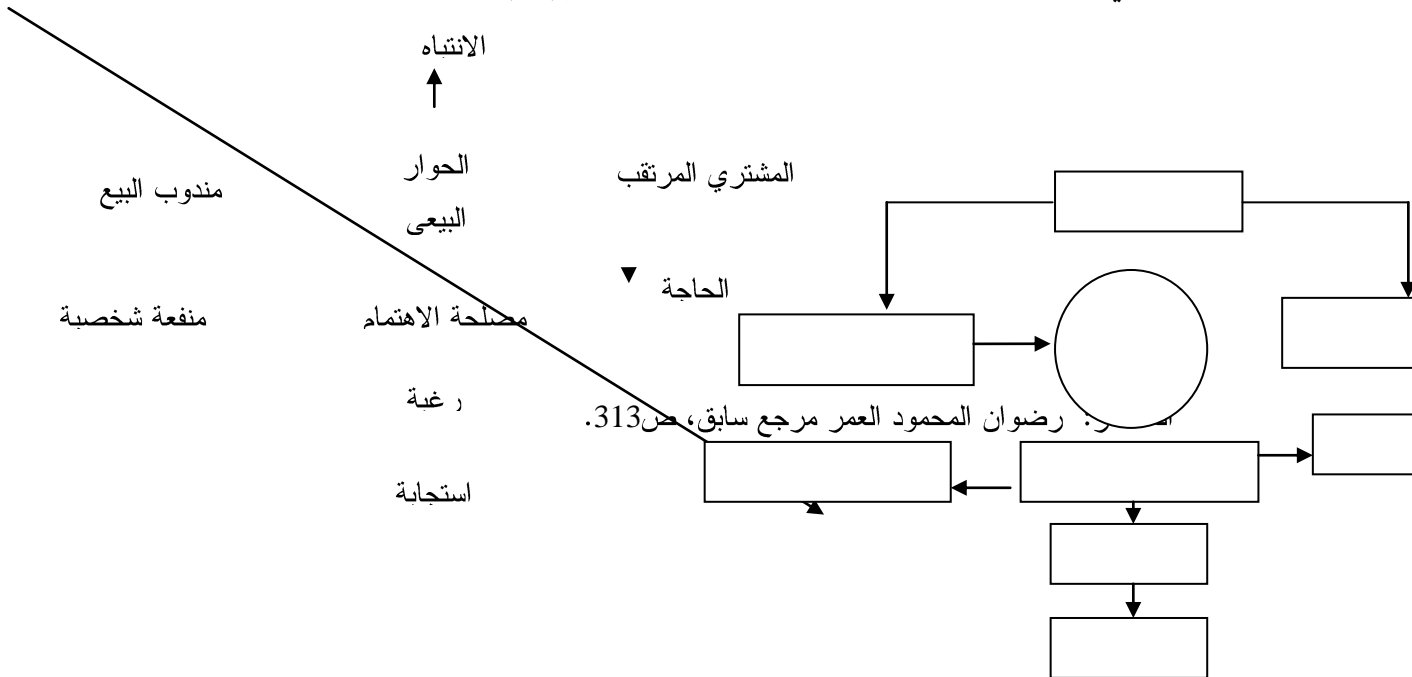 الانتباه
المشتري المرتقب
الحوار
مندوب البيع
البيعي
الحاجة
مصلحة الاهتمام
منفعة شخصية
رغبة
رضوان المحمود العمر مرجع سابق، ص313.
استجابة